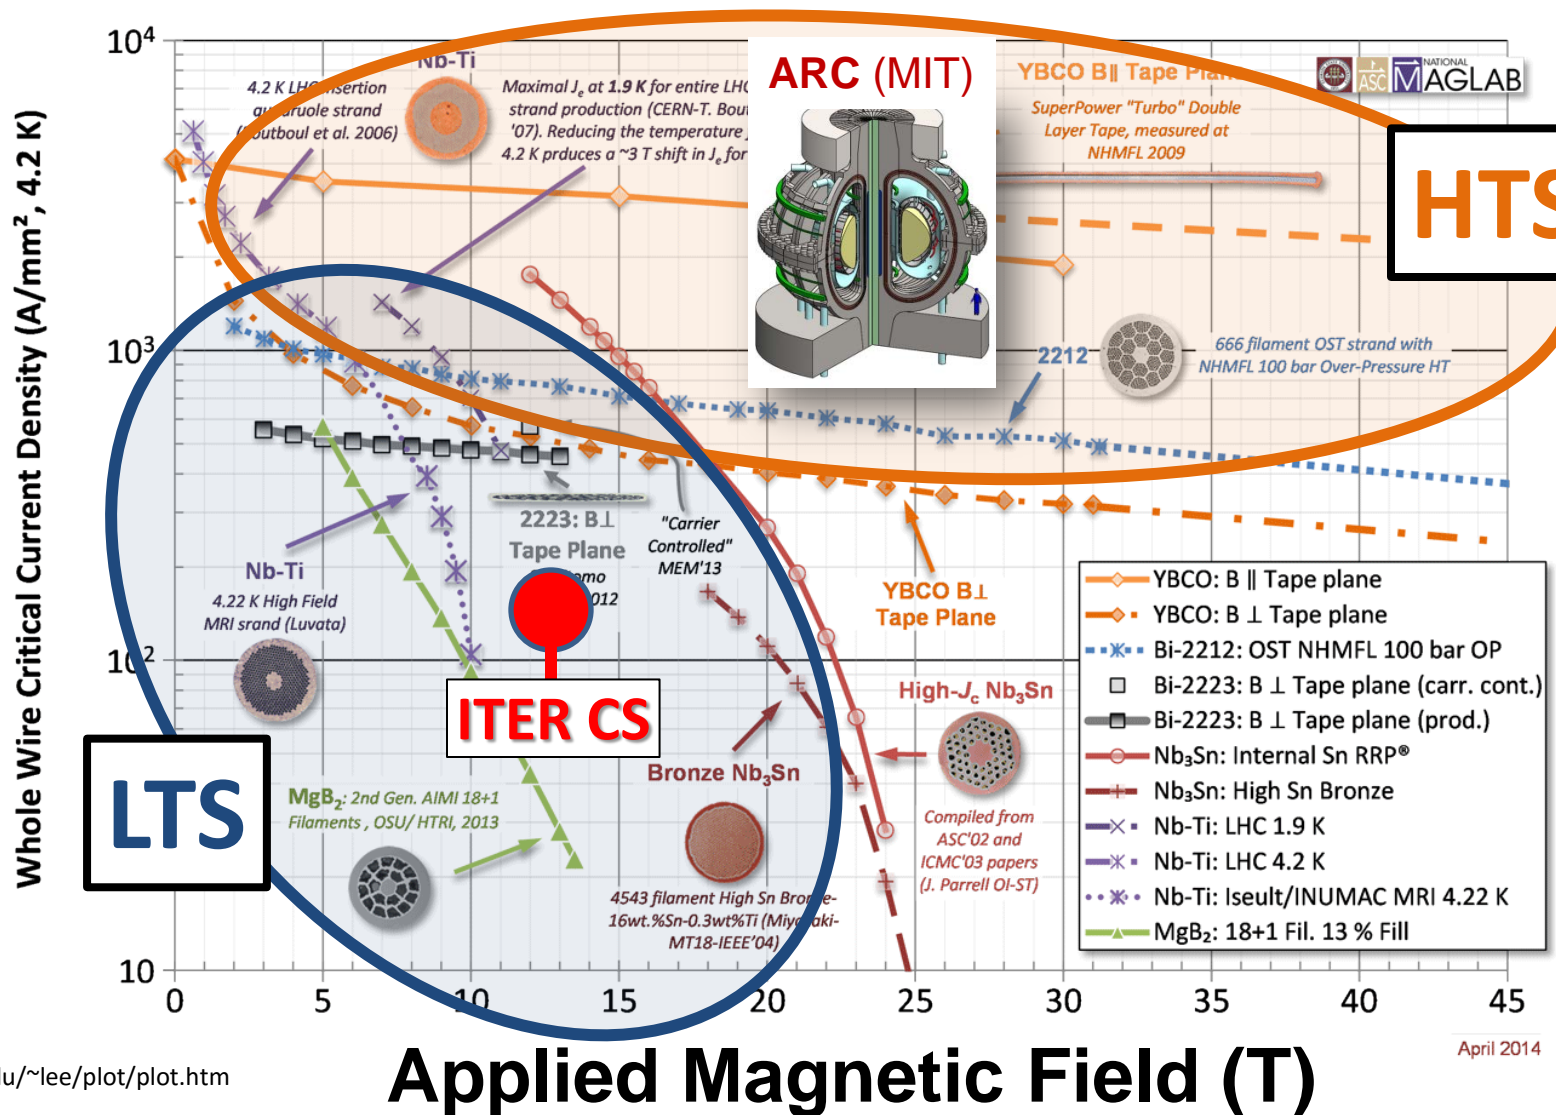 Whole Wire Critical Current Density (A/mm², 4.2 K)
10⁴
10³
10²
10
0
5
10
15
20
25
30
35
40
45
Applied Magnetic Field (T)
Nb-Ti
4.2 K LHC insertion
strand
et al. 2006)
Maximal Jₑ at 1.9 K for entire LHC
strand production (CERN-T.
'07). Reducing the temperature
4.2 K prduces a ~3 T shift in Jₑ for
ARC (MIT)
YBCO B∥ Tape
SuperPower "Turbo" Double
Layer Tape, measured at
NHMFL 2009
ASC
NATIONAL
MAGLAB
HTS
2212
666 filament OST strand with
NHMFL 100 bar Over-Pressure HT
2223: B⊥
Tape Plane
2012
"Carrier
Controlled"
MEM'13
Nb-Ti
4.22 K High Field
MRI srand (Luvata)
YBCO B⊥
Tape Plane
ITER CS
LTS
MgB₂: 2nd Gen. AIMI 18+1
Filaments , OSU/ HTRI, 2013
Bronze Nb₃Sn
4543 filament High Sn Bronze-
16wt.%Sn-0.3wt%Ti
MT18-IEEE'04)
High-J꜀ Nb₃Sn
Compiled from
ASC'02 and
ICMC'03 papers
(J. Parrell OI-ST)
YBCO: B ∥ Tape plane
YBCO: B ⊥ Tape plane
Bi-2212: OST NHMFL 100 bar OP
Bi-2223: B ⊥ Tape plane (carr. cont.)
Bi-2223: B ⊥ Tape plane (prod.)
Nb₃Sn: Internal Sn RRP®
Nb₃Sn: High Sn Bronze
Nb-Ti: LHC 1.9 K
Nb-Ti: LHC 4.2 K
Nb-Ti: Iseult/INUMAC MRI 4.22 K
MgB₂: 18+1 Fil. 13 % Fill
April 2014
/~lee/plot/plot.htm